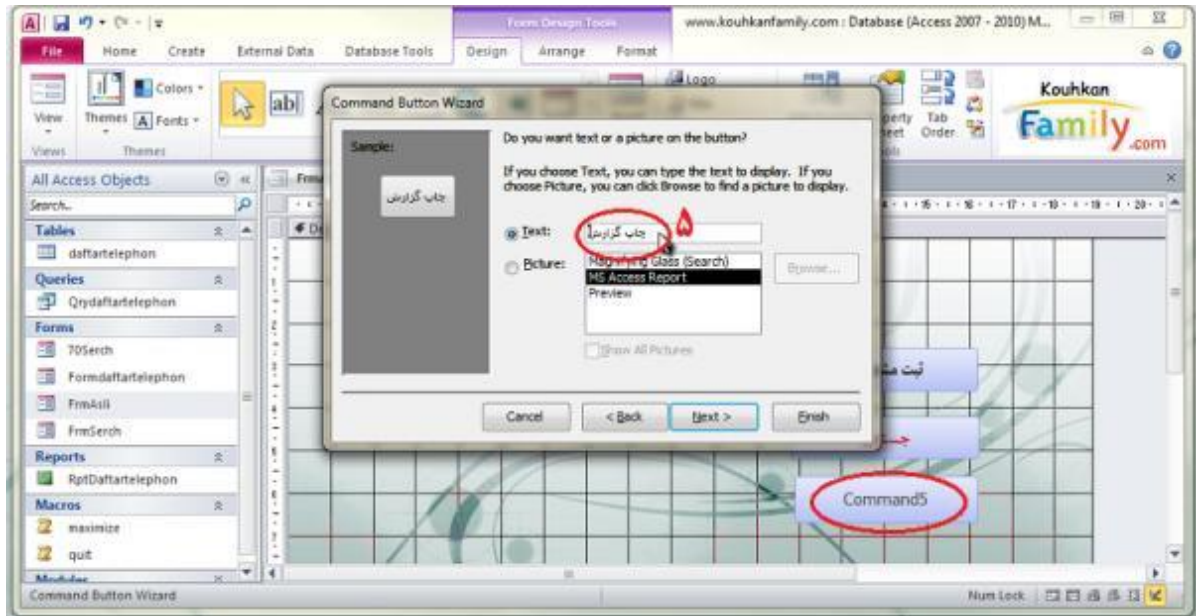 Form Design Tools
www.kouhkanfamily.com : Database (Access 2007 - 2010) M...
File Home Create External Data Database Tools Design Arrange Format
Colors
Logo
View Themes Fonts
Tab
Order
Views Themes
Kouhkan
Family.com
Command Button Wizard
Sample:
چاپ گزارش
Do you want text or a picture on the button?
If you choose Text, you can type the text to display. If you
choose Picture, you can click Browse to find a picture to display.
Text: چاپ گزارش ۵
Picture: Magnifying Glass (Search)
MS Access Report
Preview
Browse...
Show All Pictures
Cancel < Back Next > Finish
All Access Objects
Search...
Tables
daftartelephon
Queries
Qrydaftartelephon
Forms
70Serch
Formdaftartelephon
FrmAsli
FrmSerch
Reports
RptDaftartelephon
Macros
maximize
quit
Modules
ثبت
Command5
Command Button Wizard
Num Lock